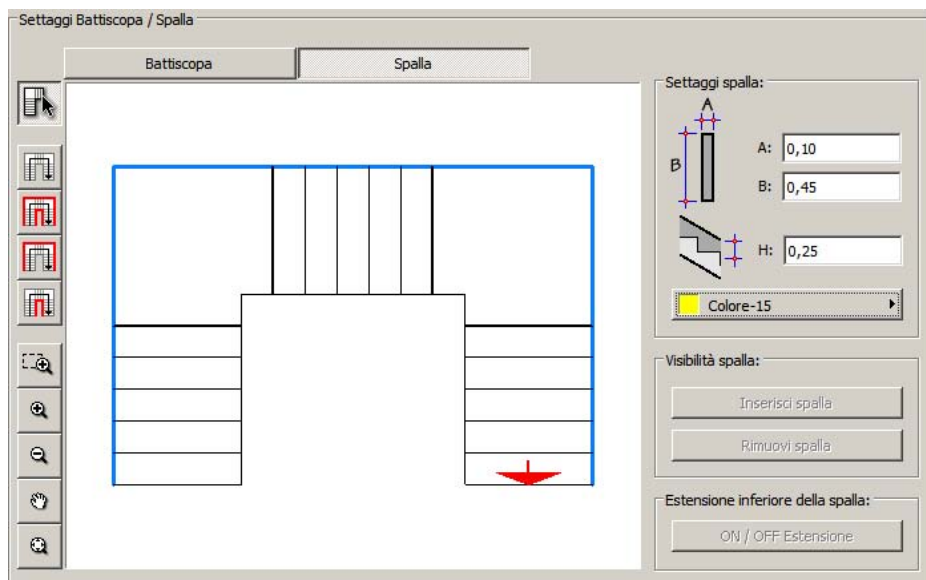 Settaggi Battiscopa / Spalla
Battiscopa
Spalla
Settaggi spalla:
A
B
A: 0,10
B: 0,45
H: 0,25
Colore-15
Visibilità spalla:
Inserisci spalla
Rimuovi spalla
Estensione inferiore della spalla:
ON / OFF Estensione